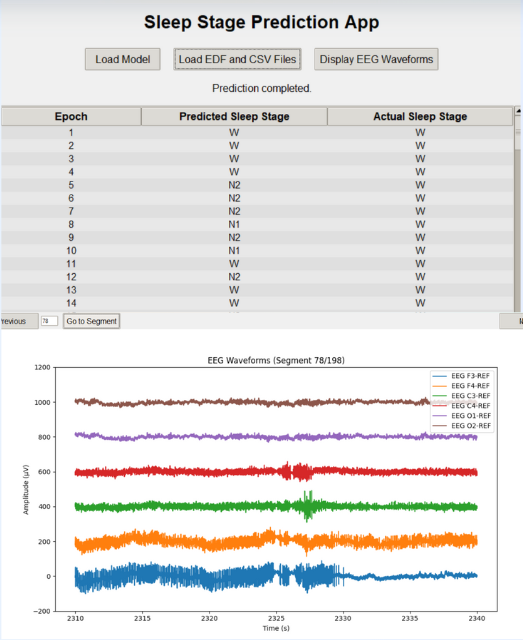 Sleep Stage Prediction App
Load Model Load EDF and CSV Files Display EEG Waveforms
Prediction completed.
Epoch Predicted Sleep Stage Actual Sleep Stage
1 W W
2 W W
3 W W
4 W W
5 N2 W
6 N2 W
7 N2 W
8 N1 W
9 N2 W
10 N1 W
11 W W
12 N2 W
13 W W
14 W W
revious 78 Go to Segment
EEG Waveforms (Segment 78/198)
1200
1000
800
600
400
200
0
−200
Amplitude (μV)
EEG F3-REF
EEG F4-REF
EEG C3-REF
EEG C4-REF
EEG O1-REF
EEG O2-REF
2310 2315 2320 2325 2330 2335 2340
Time (s)